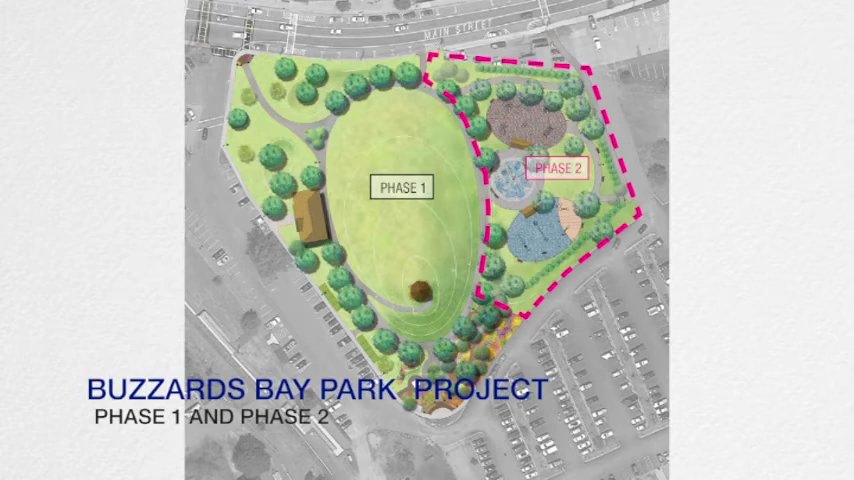 MAIN STREET
PHASE 1
PHASE 2
BUZZARDS BAY PARK PROJECT
PHASE 1 AND PHASE 2